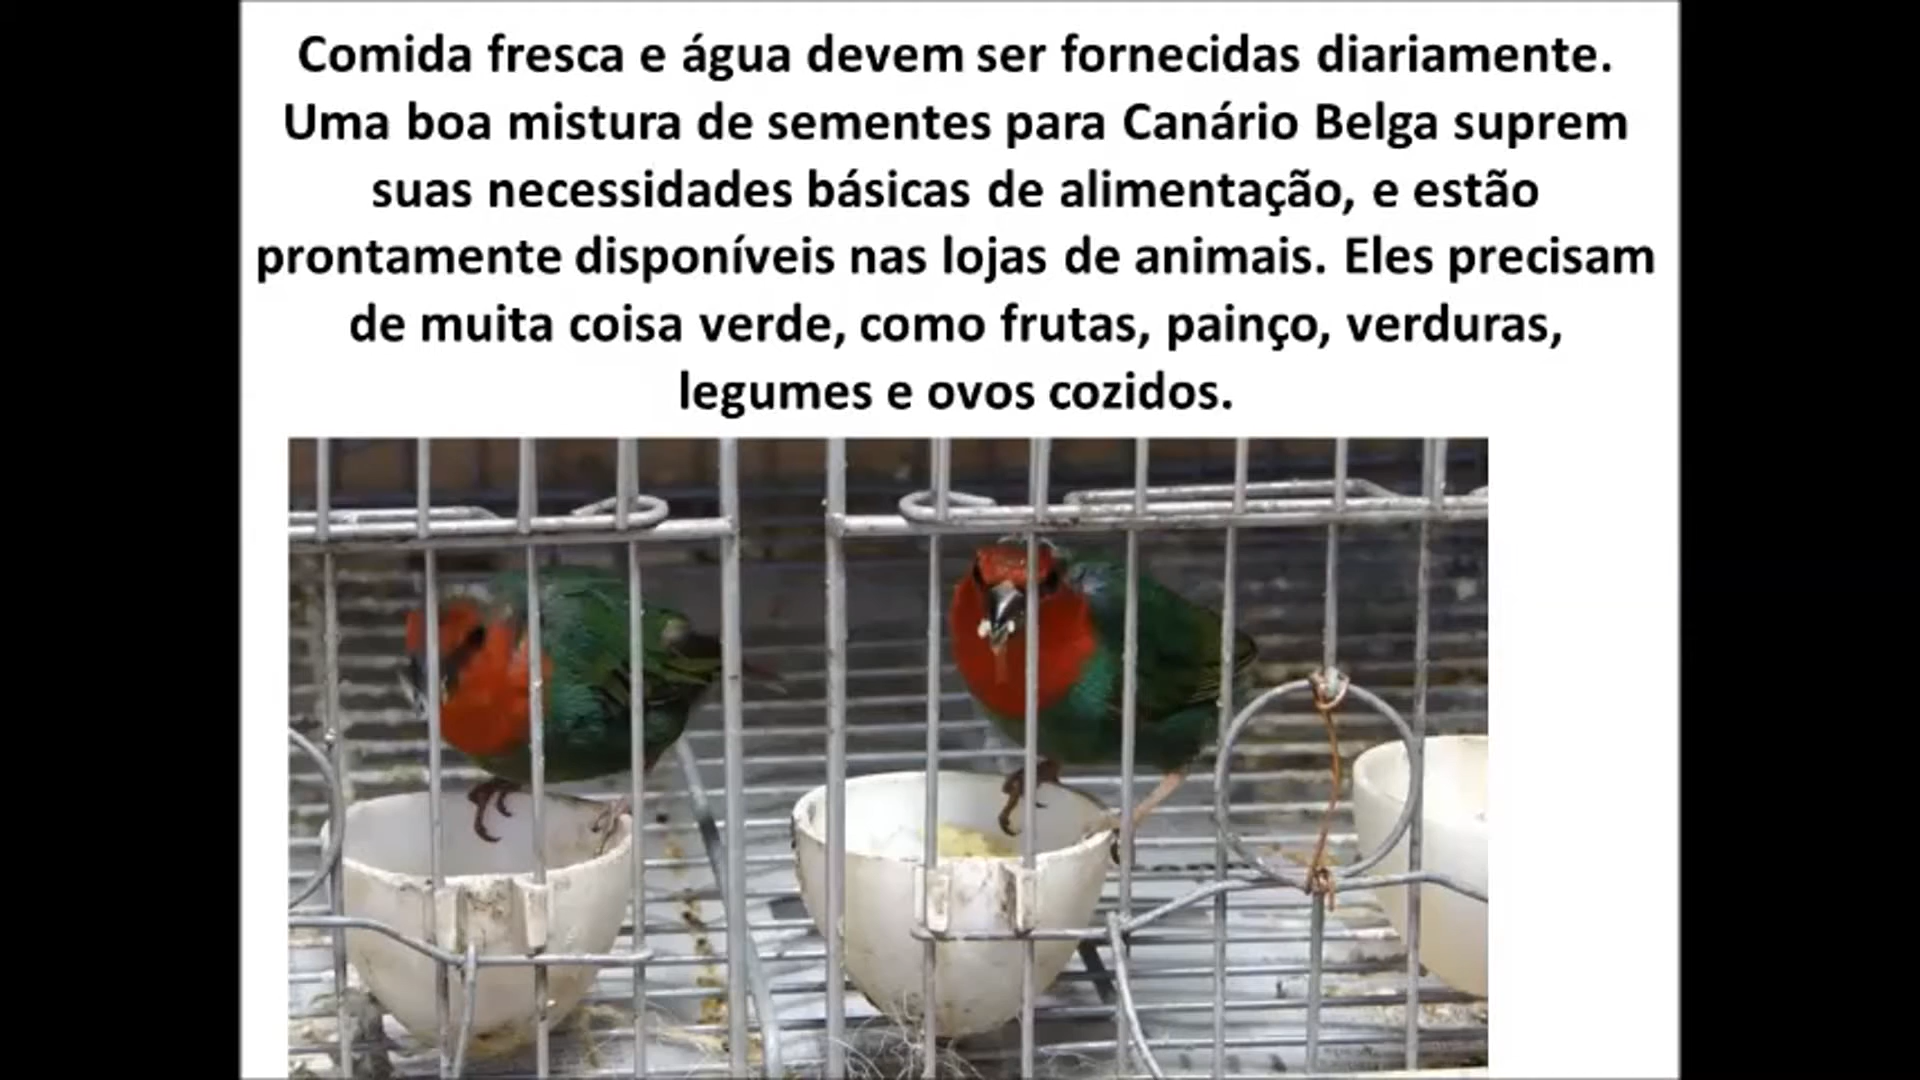 Comida fresca e água devem ser fornecidas diariamente.
Uma boa mistura de sementes para Canário Belga suprem
suas necessidades básicas de alimentação, e estão
prontamente disponíveis nas lojas de animais. Eles precisam
de muita coisa verde, como frutas, painço, verduras,
legumes e ovos cozidos.